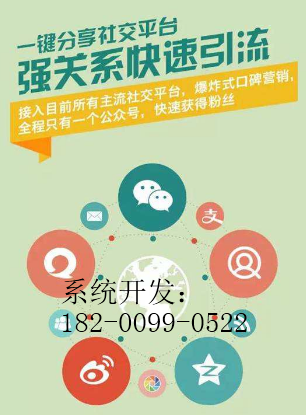 一键分享社交平台
强关系快速引流
接入目前所有主流社交平台，爆炸式口碑营销，
全程只有一个公众号，快速获得粉丝
系统开发：
182-0099-0522